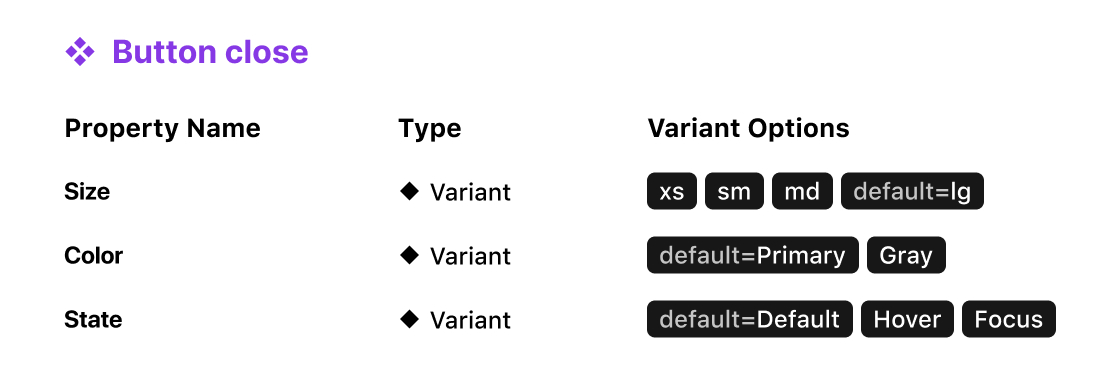 Button close
Property Name Type Variant Options
Size Variant xs sm md default=lg
Color Variant default=Primary Gray
State Variant default=Default Hover Focus